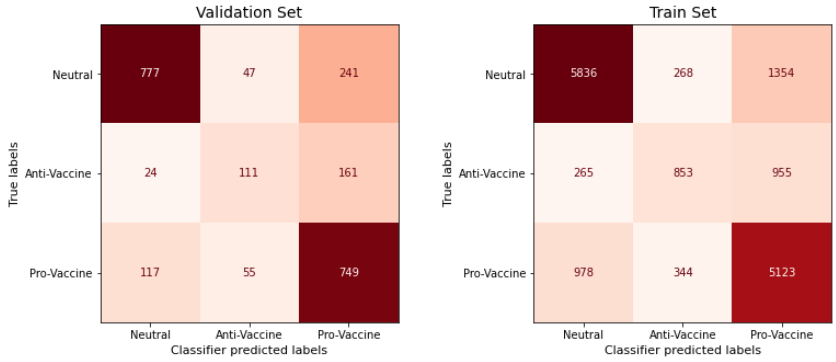 Validation Set
True labels
Neutral 777 47 241
Anti-Vaccine 24 111 161
Pro-Vaccine 117 55 749
Neutral Anti-Vaccine Pro-Vaccine
Classifier predicted labels
Train Set
True labels
Neutral 5836 268 1354
Anti-Vaccine 265 853 955
Pro-Vaccine 978 344 5123
Neutral Anti-Vaccine Pro-Vaccine
Classifier predicted labels